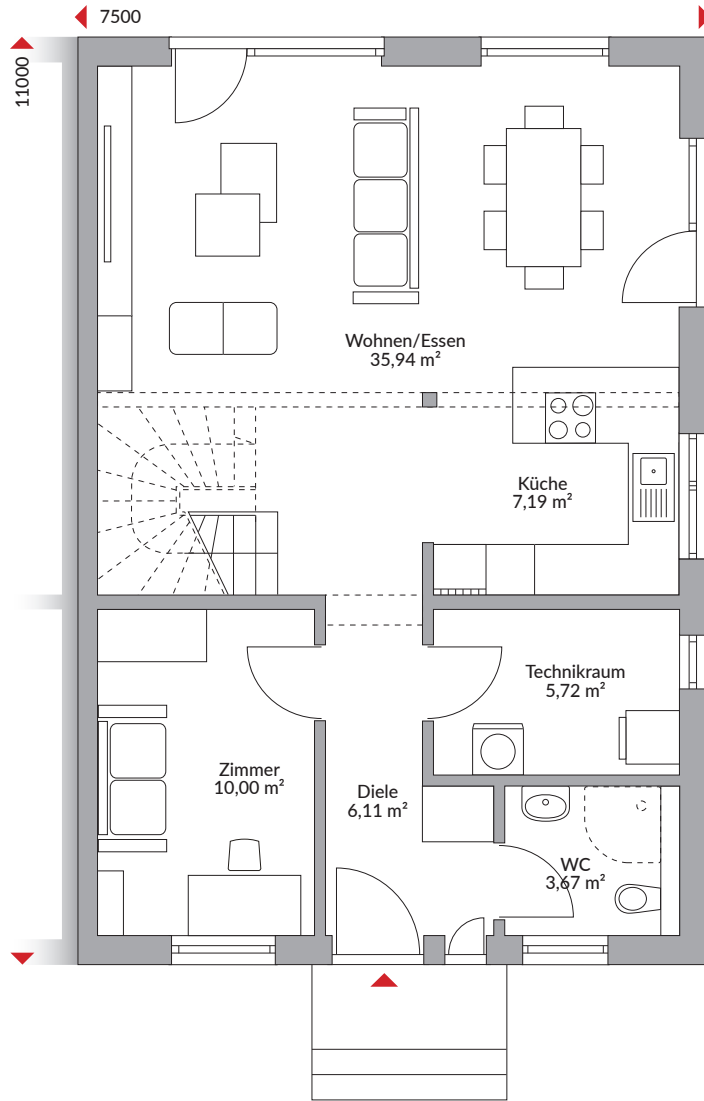 7500
11000
Wohnen/Essen
35,94 m²
Küche
7,19 m²
Technikraum
5,72 m²
Zimmer
10,00 m²
Diele
6,11 m²
WC
3,67 m²